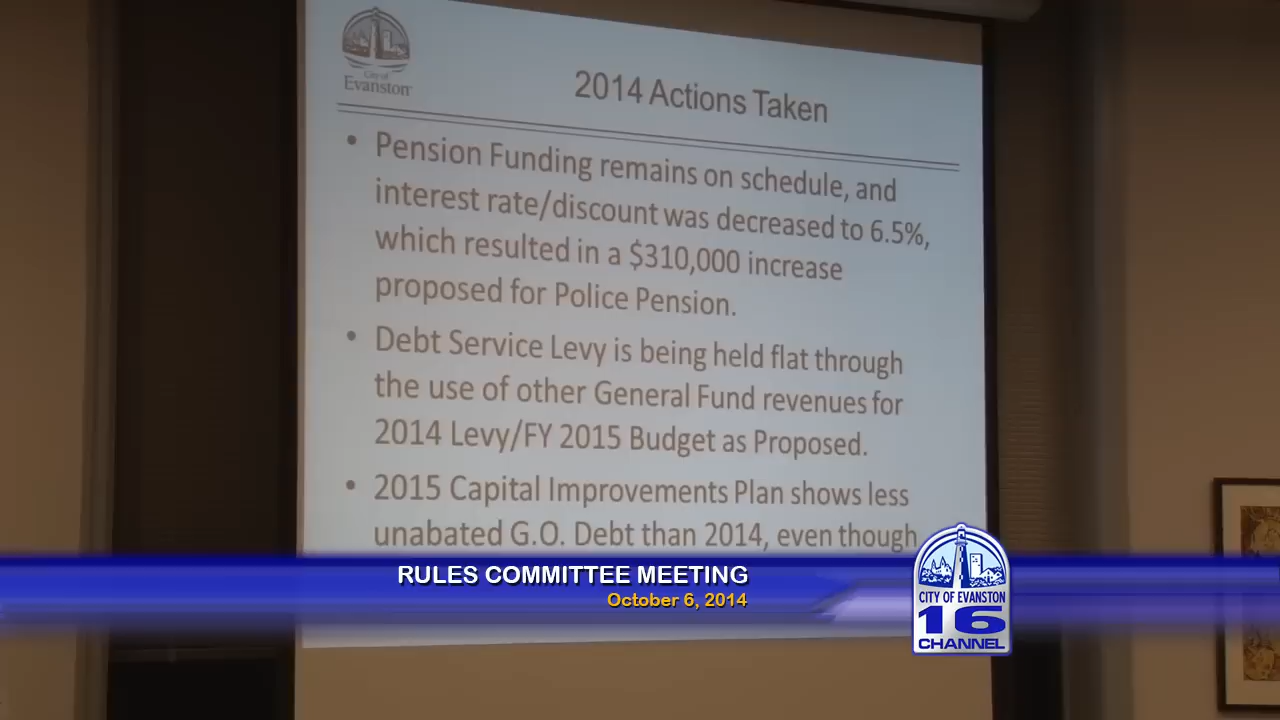 City of
Evanston
2014 Actions Taken
• Pension Funding remains on schedule, and
interest rate/discount was decreased to 6.5%,
which resulted in a $310,000 increase
proposed for Police Pension.
• Debt Service Levy is being held flat through
the use of other General Fund revenues for
2014 Levy/FY 2015 Budget as Proposed.
• 2015 Capital Improvements Plan shows less
unabated G.O. Debt than 2014, even though
RULES COMMITTEE MEETING
October 6, 2014
CITY OF EVANSTON
16
CHANNEL